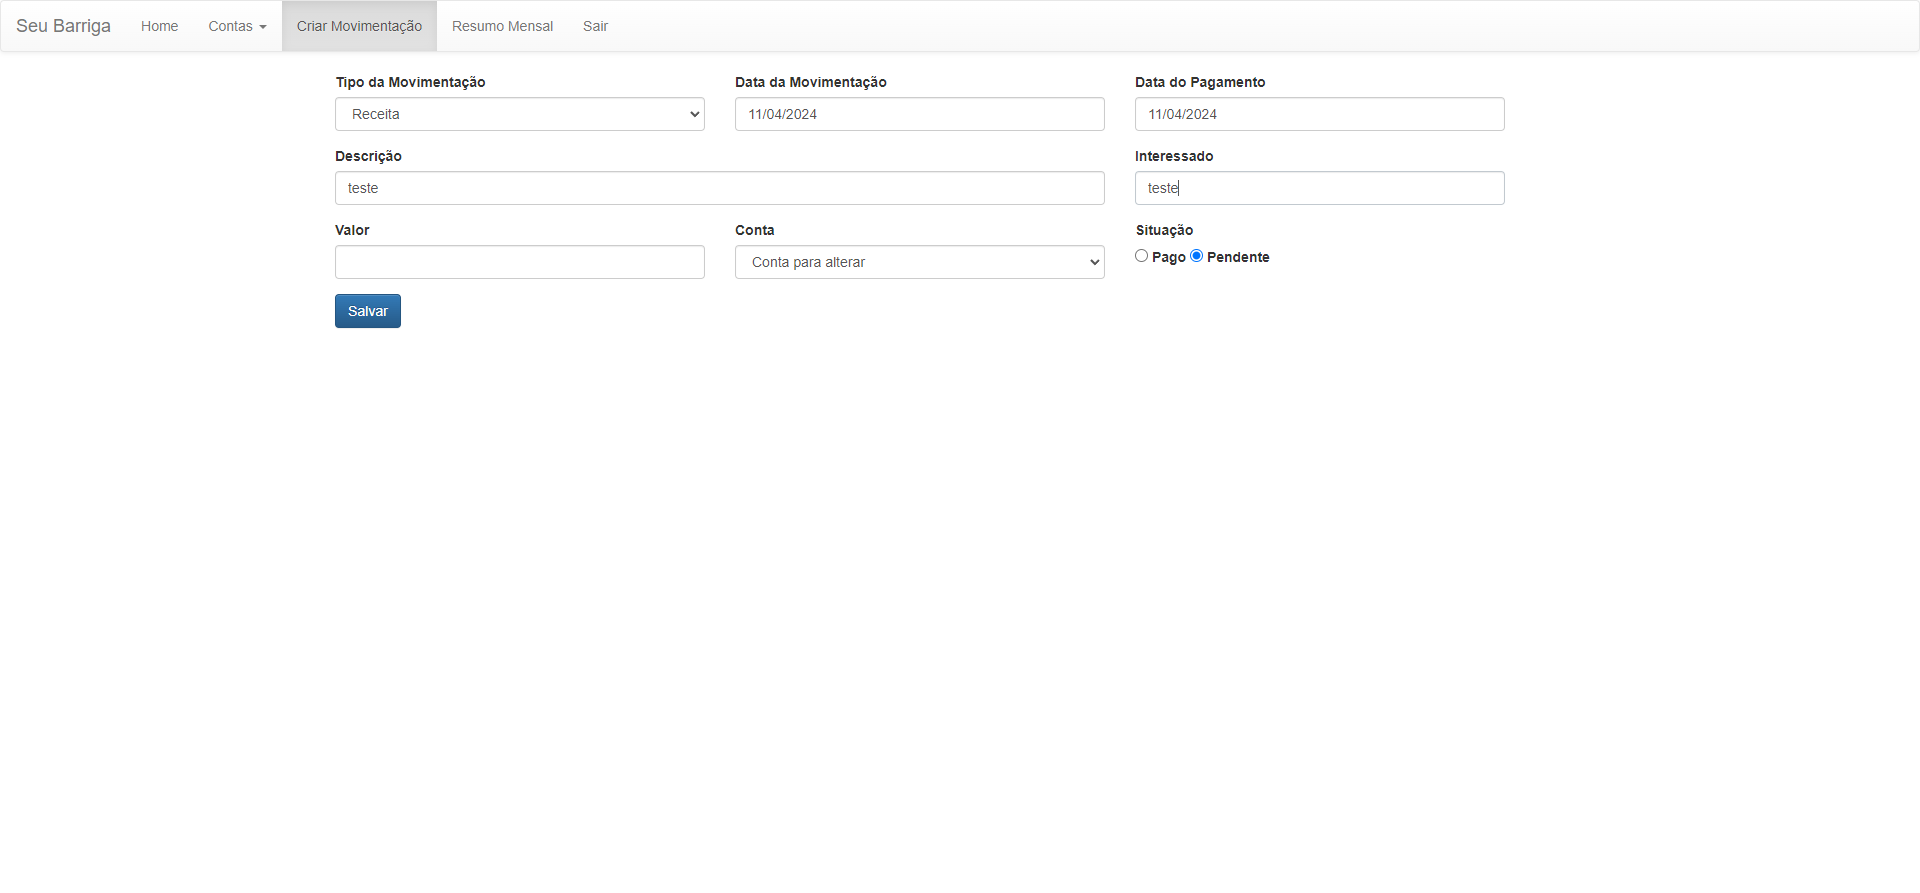 Seu Barriga Home Contas Criar Movimentação Resumo Mensal Sair
Tipo da Movimentação Data da Movimentação Data do Pagamento
Receita 11/04/2024 11/04/2024
Descrição Interessado
teste teste
Valor Conta Situação
Conta para alterar Pago Pendente
Salvar